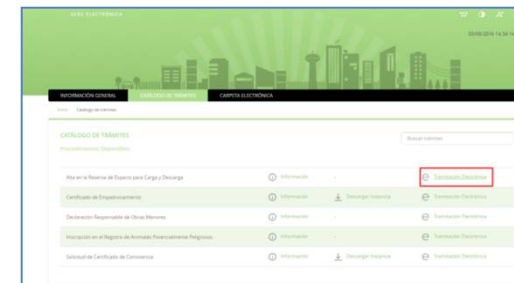 SEDE ELECTRÓNICA
INFORMACIÓN GENERAL CATÁLOGO DE TRÁMITES CARPETA ELECTRÓNICA
Inicio Catálogo de trámites
CATÁLOGO DE TRÁMITES
Buscar trámites
Procedimientos Disponibles
Alta en la Reserva de Espacio para Carga y Descarga Información - Tramitación Electrónica
Certificado de Empadronamiento Información Descargar Instancia Tramitación Electrónica
Declaración Responsable de Obras Menores Información - Tramitación Electrónica
Inscripción en el Registro de Animales Potencialmente Peligrosos Información - Tramitación Electrónica
Solicitud de Certificado de Convivencia Información Descargar Instancia Tramitación Electrónica